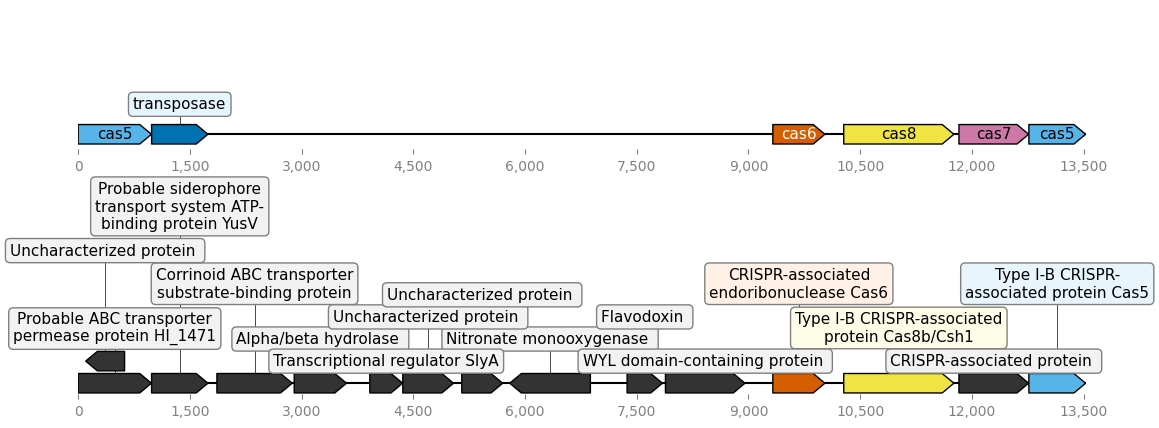 transposase
cas5
cas6
cas8
cas7
cas5
0
1,500
3,000
4,500
6,000
7,500
9,000
10,500
12,000
13,500
Probable siderophore
transport system ATP-
binding protein YusV
Uncharacterized protein
Corrinoid ABC transporter
substrate-binding protein
CRISPR-associated
endoribonuclease Cas6
Type I-B CRISPR-
associated protein Cas5
Uncharacterized protein
Probable ABC transporter
permease protein HI_1471
Uncharacterized protein
Flavodoxin
Type I-B CRISPR-associated
protein Cas8b/Csh1
Alpha/beta hydrolase
Nitronate monooxygenase
Transcriptional regulator SlyA
WYL domain-containing protein
CRISPR-associated protein
0
1,500
3,000
4,500
6,000
7,500
9,000
10,500
12,000
13,500